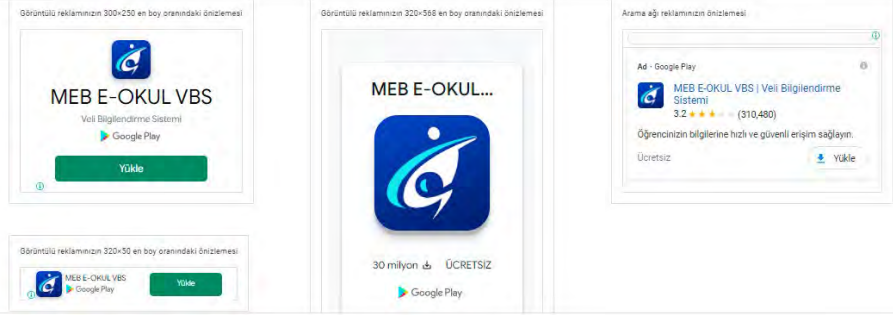 Görüntülü reklamınızın 300×250 en boy oranındaki önizlemesi
MEB E-OKUL VBS
Veli Bilgilendirme Sistemi
Google Play
Yükle
Görüntülü reklamınızın 320×50 en boy oranındaki önizlemesi
MEB E-OKUL VBS
Google Play
Yükle
Görüntülü reklamınızın 320×568 en boy oranındaki önizlemesi
MEB E-OKUL...
30 milyon ÜCRETSİZ
Google Play
Arama ağı reklamınızın önizlemesi
Ad · Google Play
MEB E-OKUL VBS | Veli Bilgilendirme
Sistemi
3.2 (310,480)
Öğrencinizin bilgilerine hızlı ve güvenli erişim sağlayın.
Ücretsiz Yükle